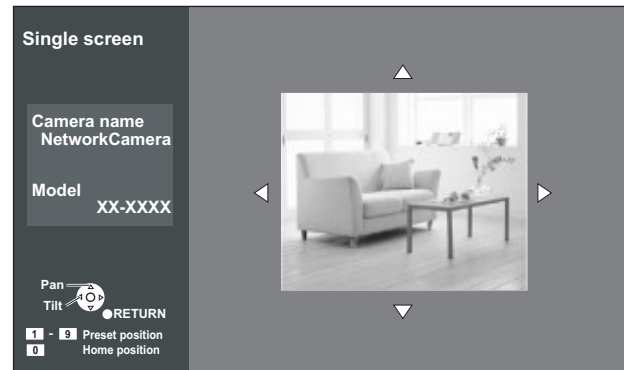 Single screen
Camera name
NetworkCamera
Model
XX-XXXX
Pan
Tilt
RETURN
1 - 9 Preset position
0 Home position